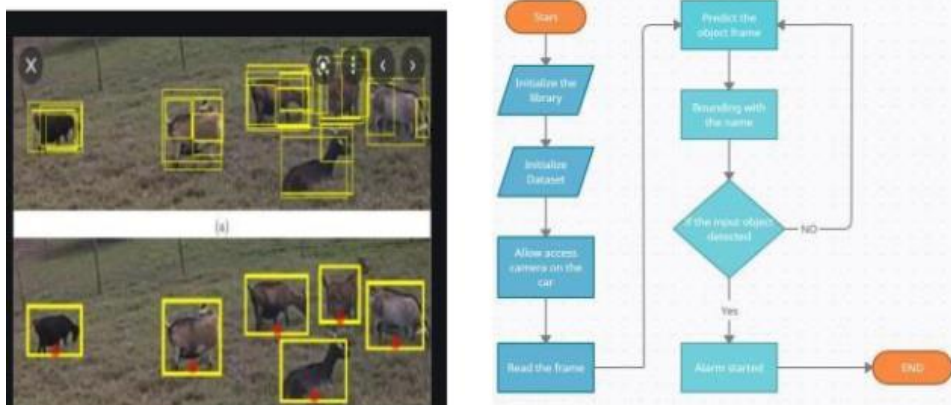 (a)
Start
Initialize the
library
Initialize
Dataset
Allow access
camera on the
car
Read the frame
Predict the
object frame
Bounding with
the name
If the input object
detected
NO
Yes
Alarm started
END